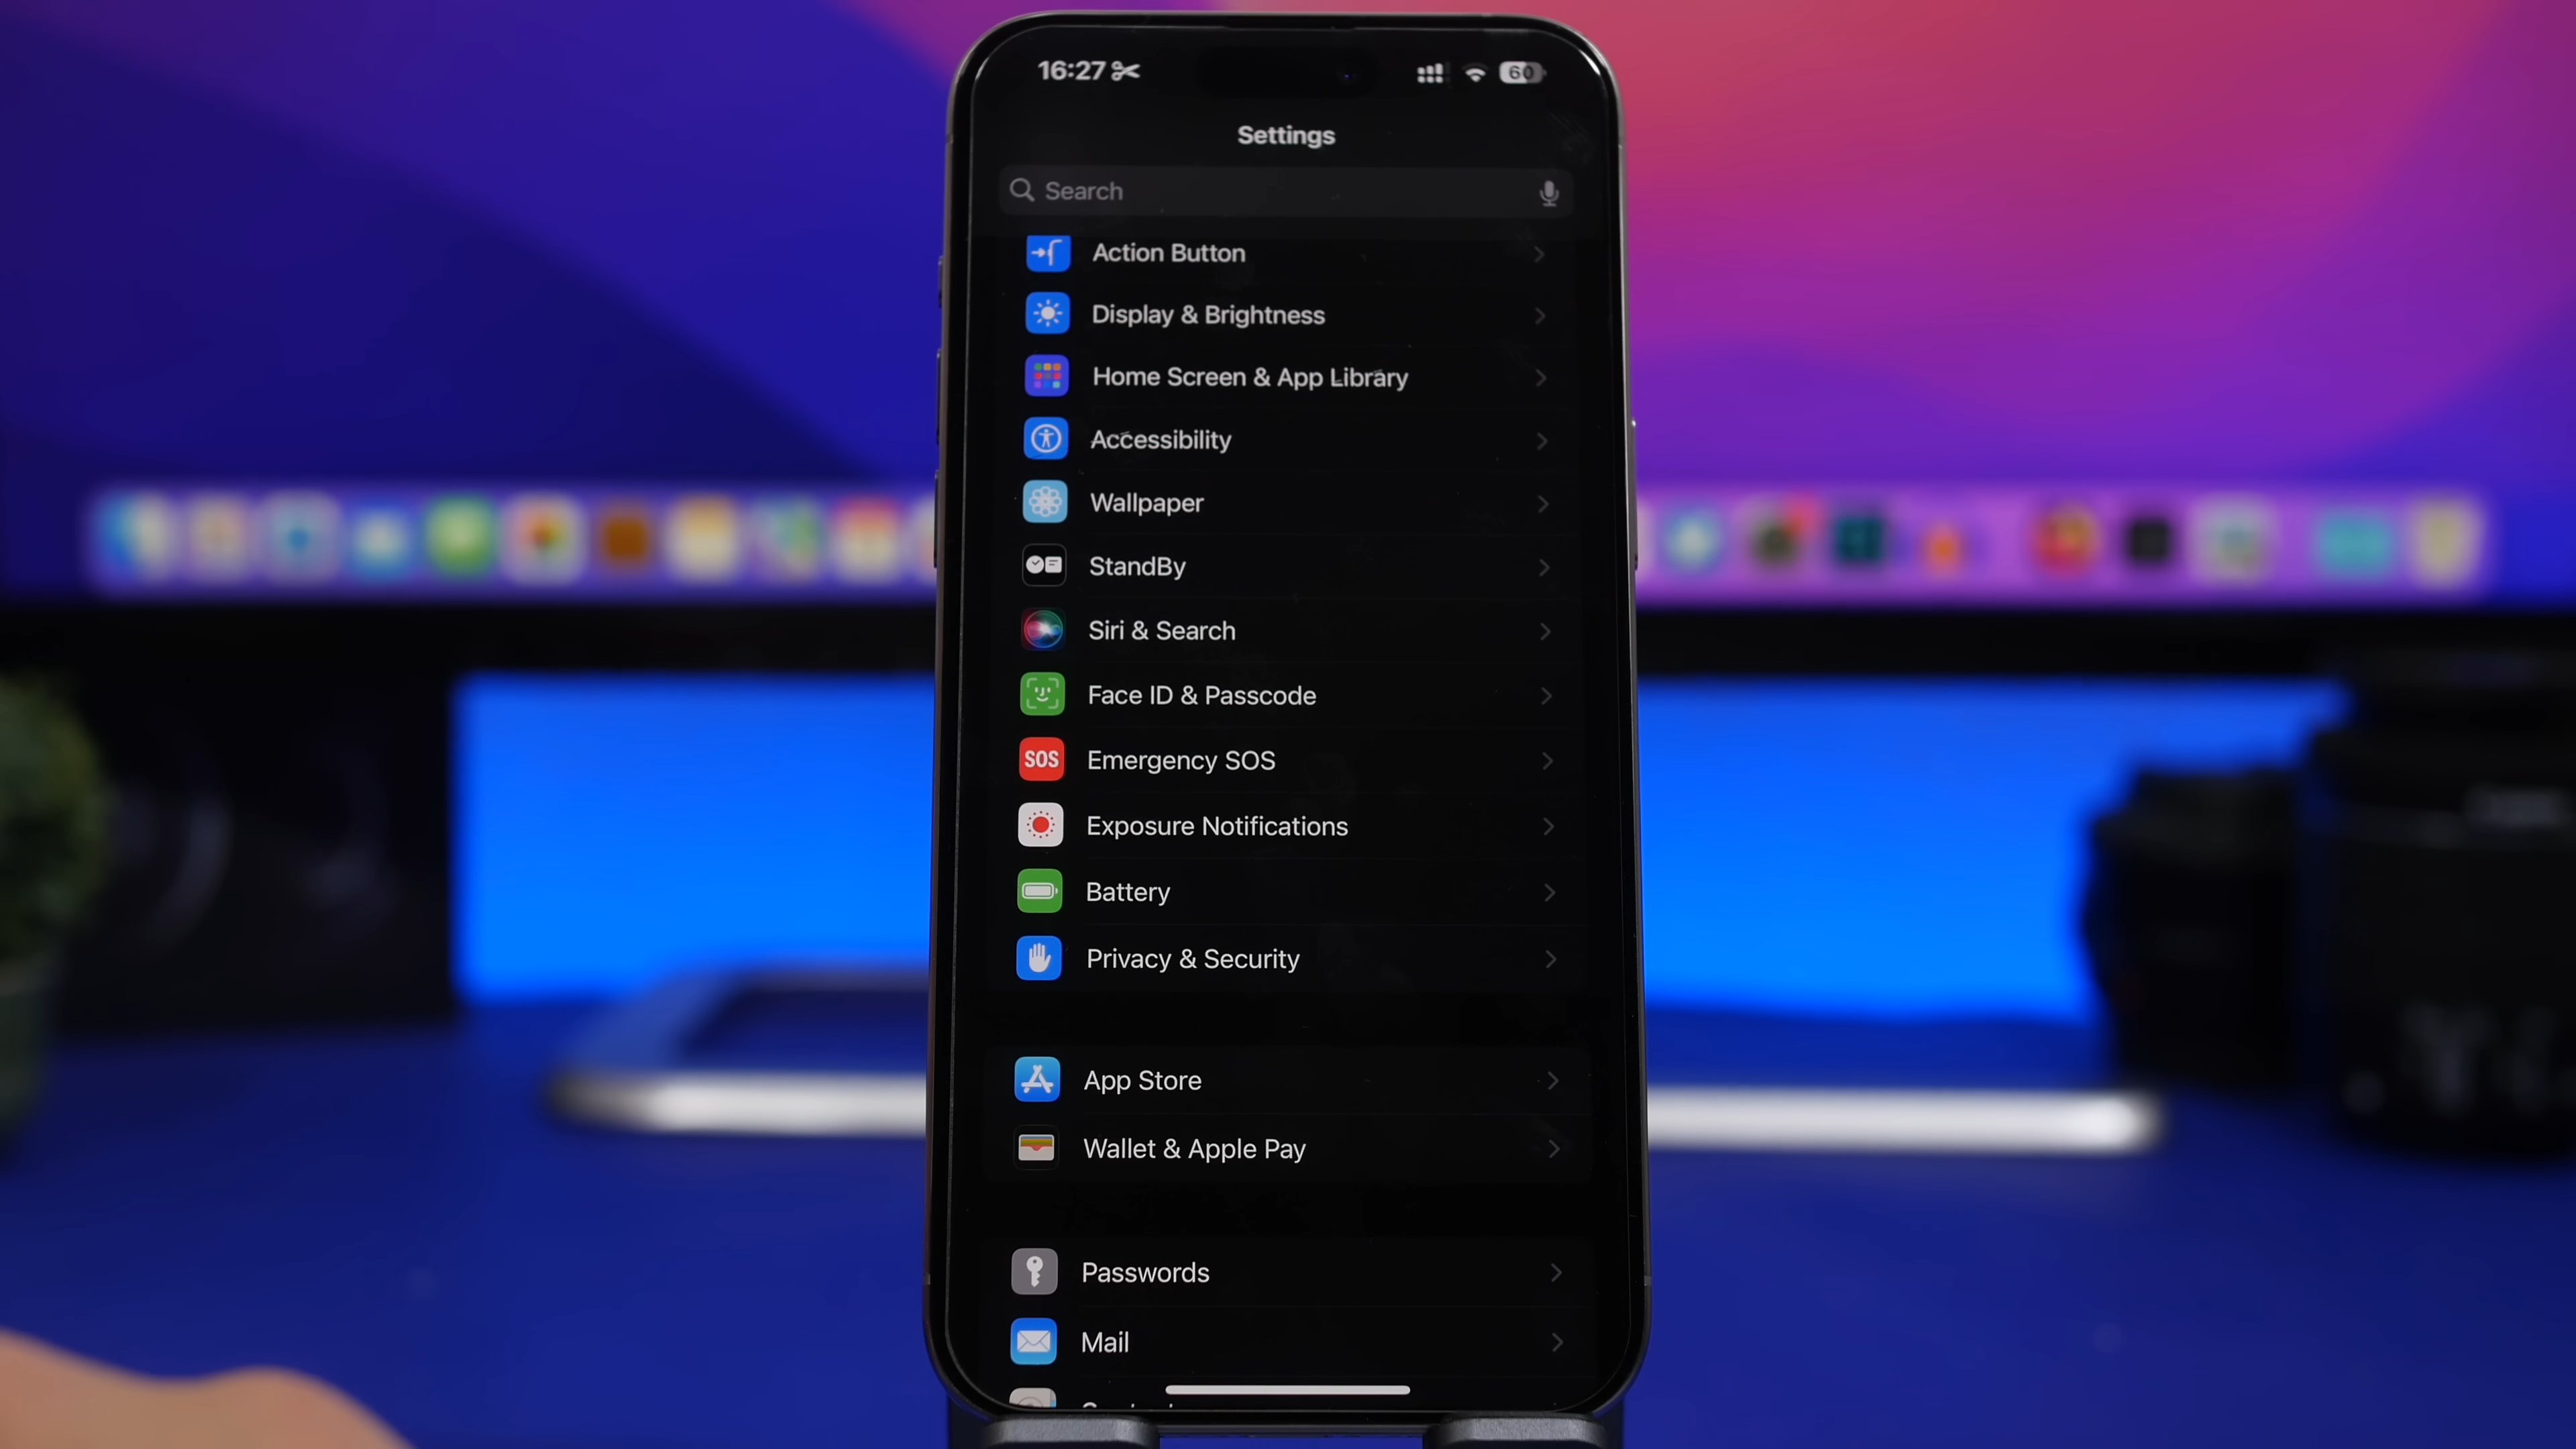 16:27
60
Settings
Search
Action Button
Display & Brightness
Home Screen & App Library
Accessibility
Wallpaper
StandBy
Siri & Search
Face ID & Passcode
SOS
Emergency SOS
Exposure Notifications
Battery
Privacy & Security
App Store
Wallet & Apple Pay
Passwords
Mail